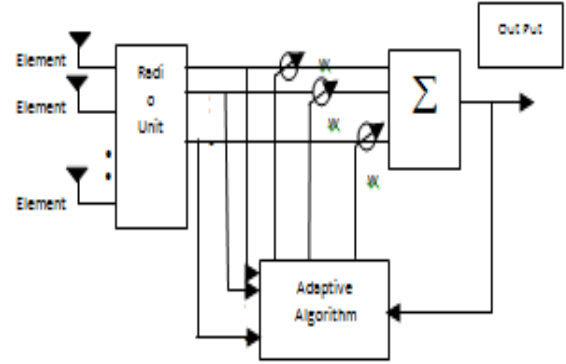 Out Put
Element
Radi
o
Unit
Element
Element
Σ
Adaptive
Algorithm